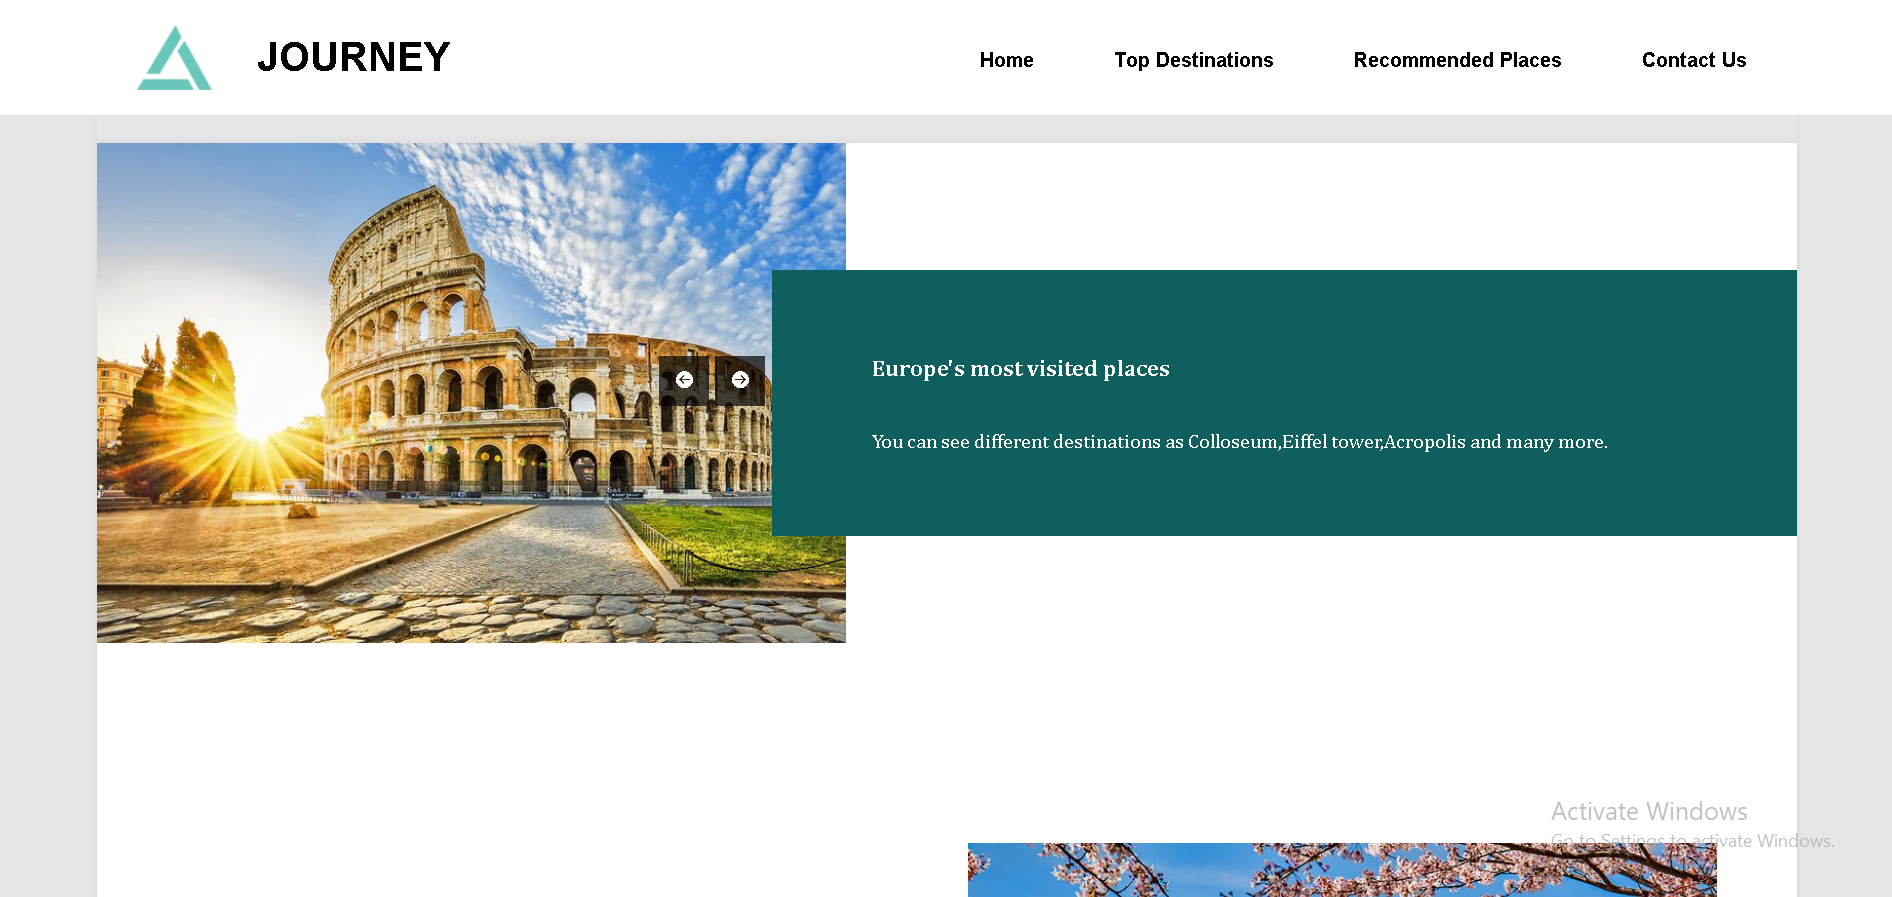 JOURNEY
Home
Top Destinations
Recommended Places
Contact Us
Europe's most visited places
You can see different destinations as Colloseum,Eiffel tower,Acropolis and many more.
Activate Windows
Go to Settings to activate Windows.